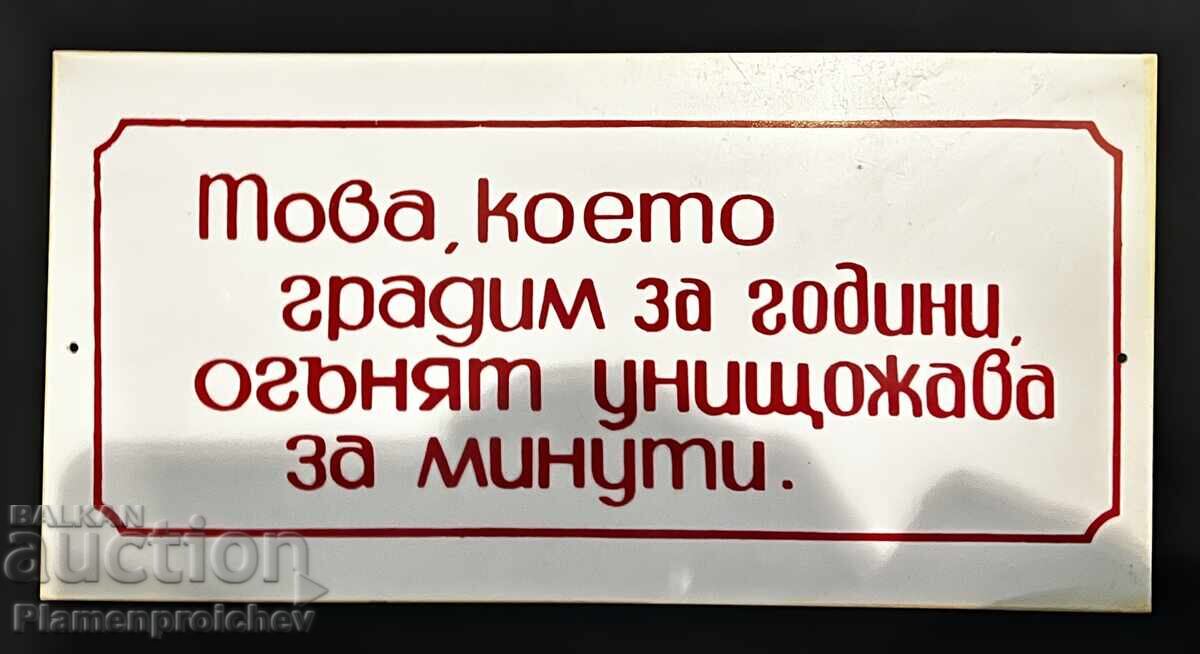 Това, което
градим за години,
огънят унищожава
за минути.
BALKAN
auction
Plamenproichev